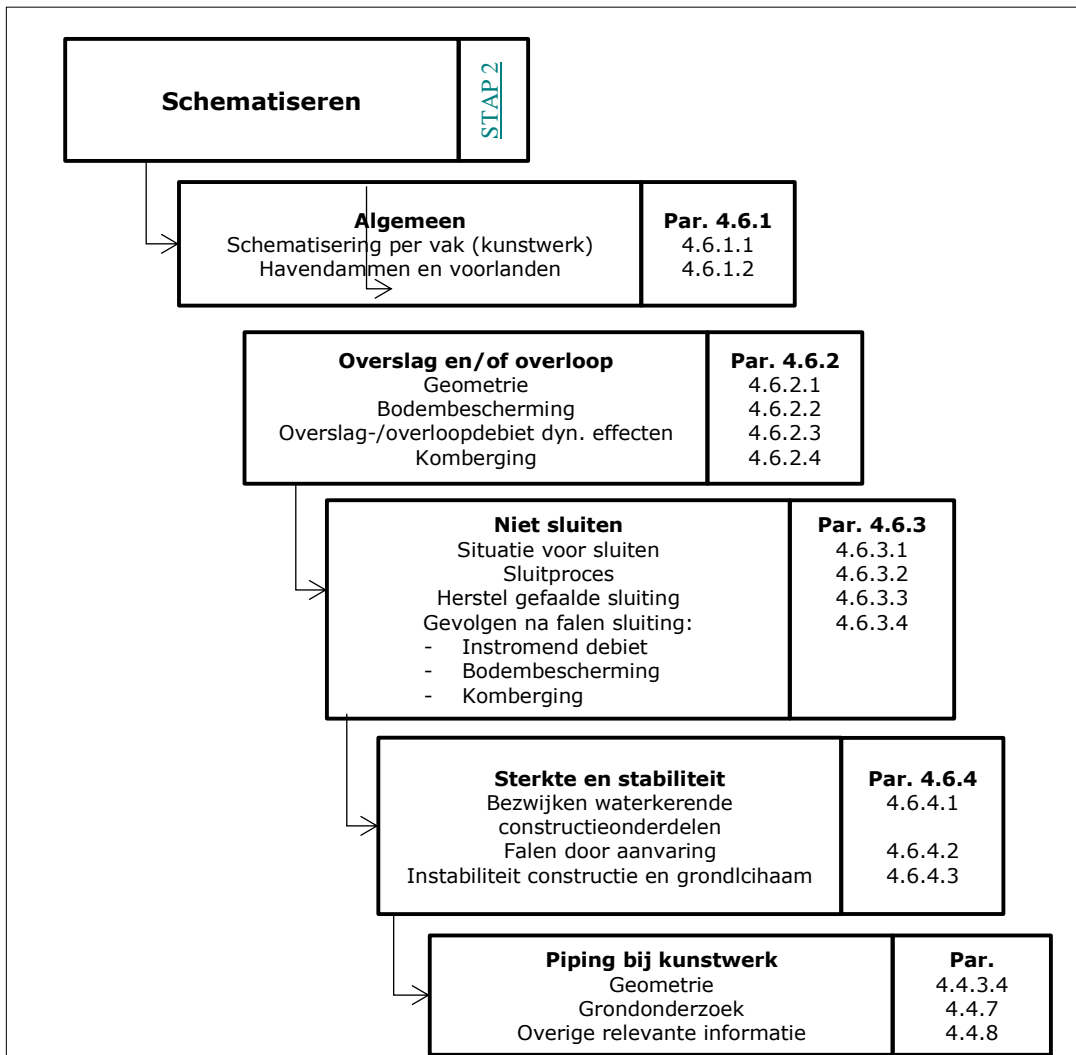 Schematiseren STAP 2
Algemeen Par. 4.6.1
Schematisering per vak (kunstwerk) 4.6.1.1
Havendammen en voorlanden 4.6.1.2
Overslag en/of overloop Par. 4.6.2
Geometrie 4.6.2.1
Bodembescherming 4.6.2.2
Overslag-/overloopdebiet dyn. effecten 4.6.2.3
Komberging 4.6.2.4
Niet sluiten Par. 4.6.3
Situatie voor sluiten 4.6.3.1
Sluitproces 4.6.3.2
Herstel gefaalde sluiting 4.6.3.3
Gevolgen na falen sluiting: 4.6.3.4
- Instromend debiet
- Bodembescherming
- Komberging
Sterkte en stabiliteit Par. 4.6.4
Bezwijken waterkerende 4.6.4.1
constructieonderdelen
Falen door aanvaring 4.6.4.2
Instabiliteit constructie en grondlcihaam 4.6.4.3
Piping bij kunstwerk Par.
Geometrie 4.4.3.4
Grondonderzoek 4.4.7
Overige relevante informatie 4.4.8